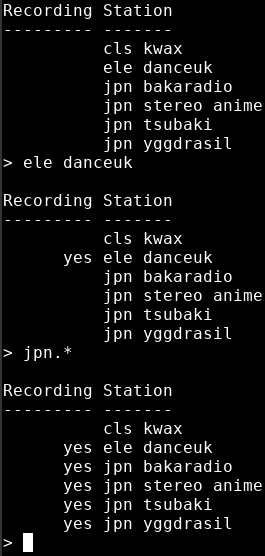 Recording Station
--------- -------
          cls kwax
          ele danceuk
          jpn bakaradio
          jpn stereo anime
          jpn tsubaki
          jpn yggdrasil
> ele danceuk

Recording Station
--------- -------
          cls kwax
      yes ele danceuk
          jpn bakaradio
          jpn stereo anime
          jpn tsubaki
          jpn yggdrasil
> jpn.*

Recording Station
--------- -------
          cls kwax
      yes ele danceuk
      yes jpn bakaradio
      yes jpn stereo anime
      yes jpn tsubaki
      yes jpn yggdrasil
>